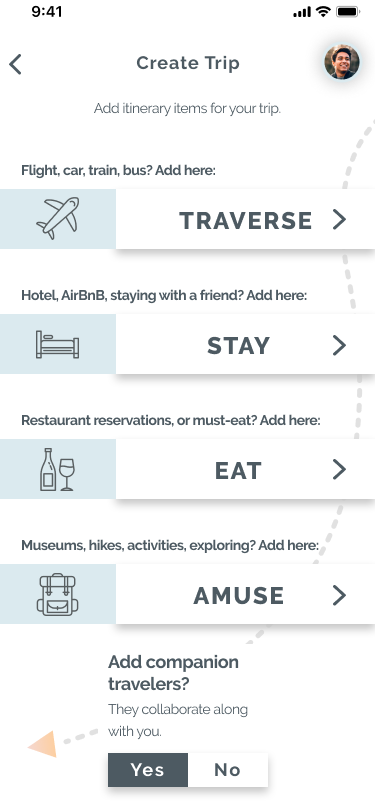 9:41
Create Trip
Add itinerary items for your trip.
Flight, car, train, bus? Add here:
TRAVERSE
Hotel, AirBnB, staying with a friend? Add here:
STAY
Restaurant reservations, or must-eat? Add here:
EAT
Museums, hikes, activities, exploring? Add here:
AMUSE
Add companion
travelers?
They collaborate along
with you.
Yes No